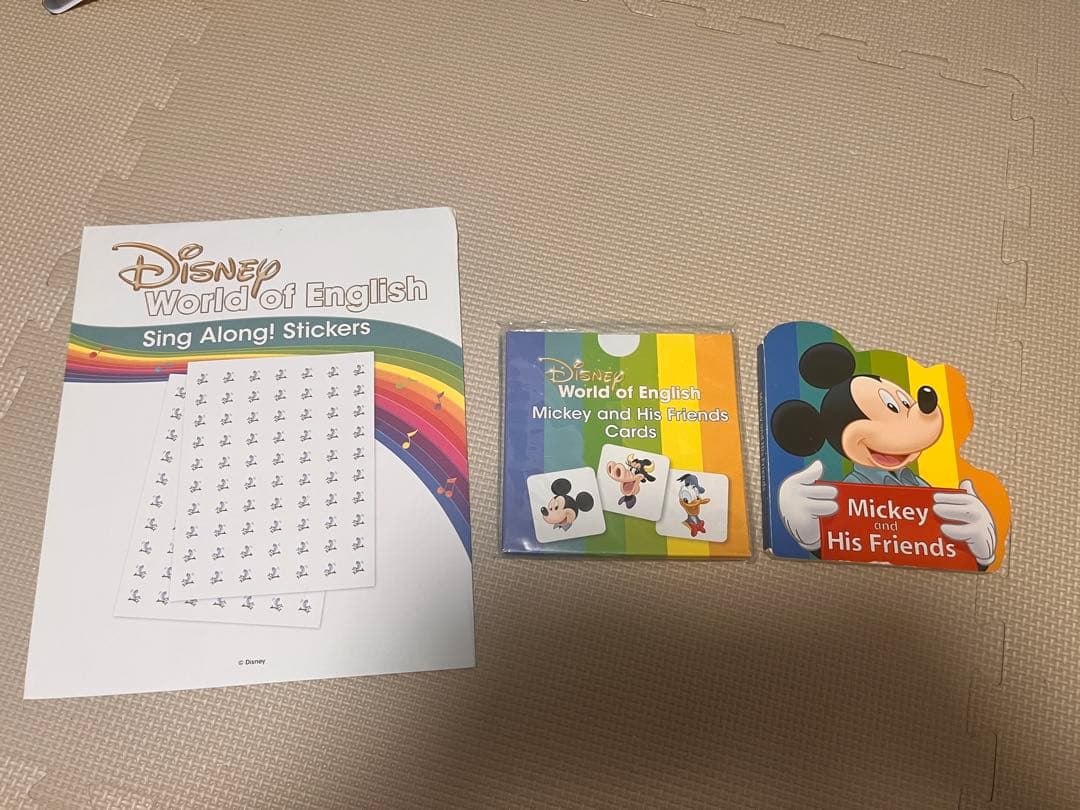 Disney
World of English
Sing Along! Stickers
© Disney
Disney
World of English
Mickey and His Friends
Cards
Mickey
and
His Friends